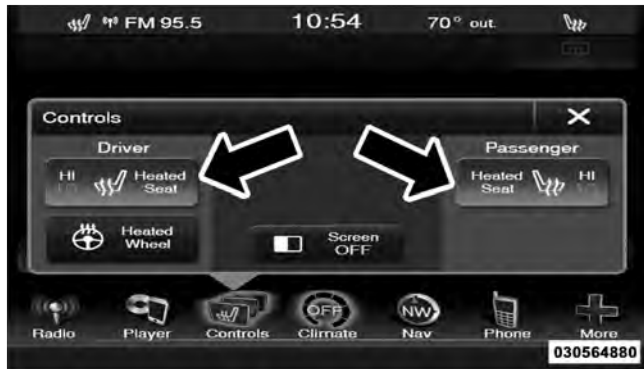 FM 95.5 10:54 70° out.
Controls
Driver Passenger
HI Heated Seat Heated Seat HI
LO
Heated Wheel Screen OFF
OFF NW
Radio Player Controls Climate Nav Phone More
030564880